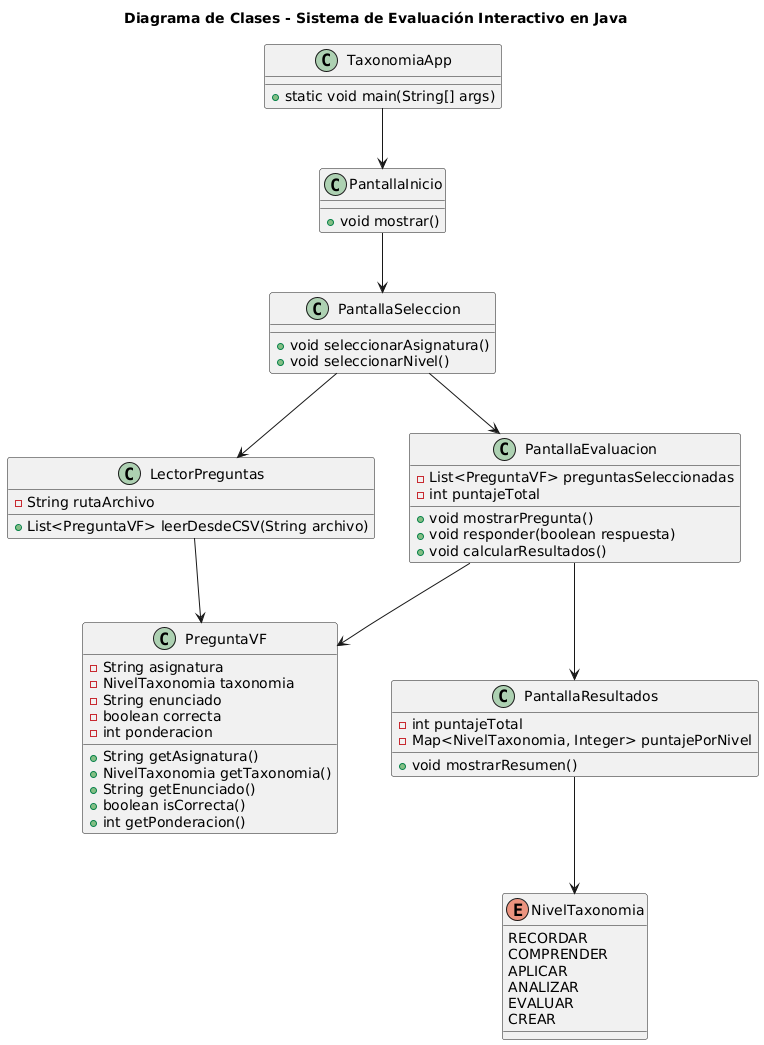 Diagrama de Clases - Sistema de Evaluación Interactivo en Java
C TaxonomiaApp
static void main(String[] args)
C PantallaInicio
void mostrar()
C PantallaSeleccion
void seleccionarAsignatura()
void seleccionarNivel()
C LectorPreguntas
String rutaArchivo
List<PreguntaVF> leerDesdeCSV(String archivo)
C PantallaEvaluacion
List<PreguntaVF> preguntasSeleccionadas
int puntajeTotal
void mostrarPregunta()
void responder(boolean respuesta)
void calcularResultados()
C PreguntaVF
String asignatura
NivelTaxonomia taxonomia
String enunciado
boolean correcta
int ponderacion
String getAsignatura()
NivelTaxonomia getTaxonomia()
String getEnunciado()
boolean isCorrecta()
int getPonderacion()
C PantallaResultados
int puntajeTotal
Map<NivelTaxonomia, Integer> puntajePorNivel
void mostrarResumen()
E NivelTaxonomia
RECORDAR
COMPRENDER
APLICAR
ANALIZAR
EVALUAR
CREAR